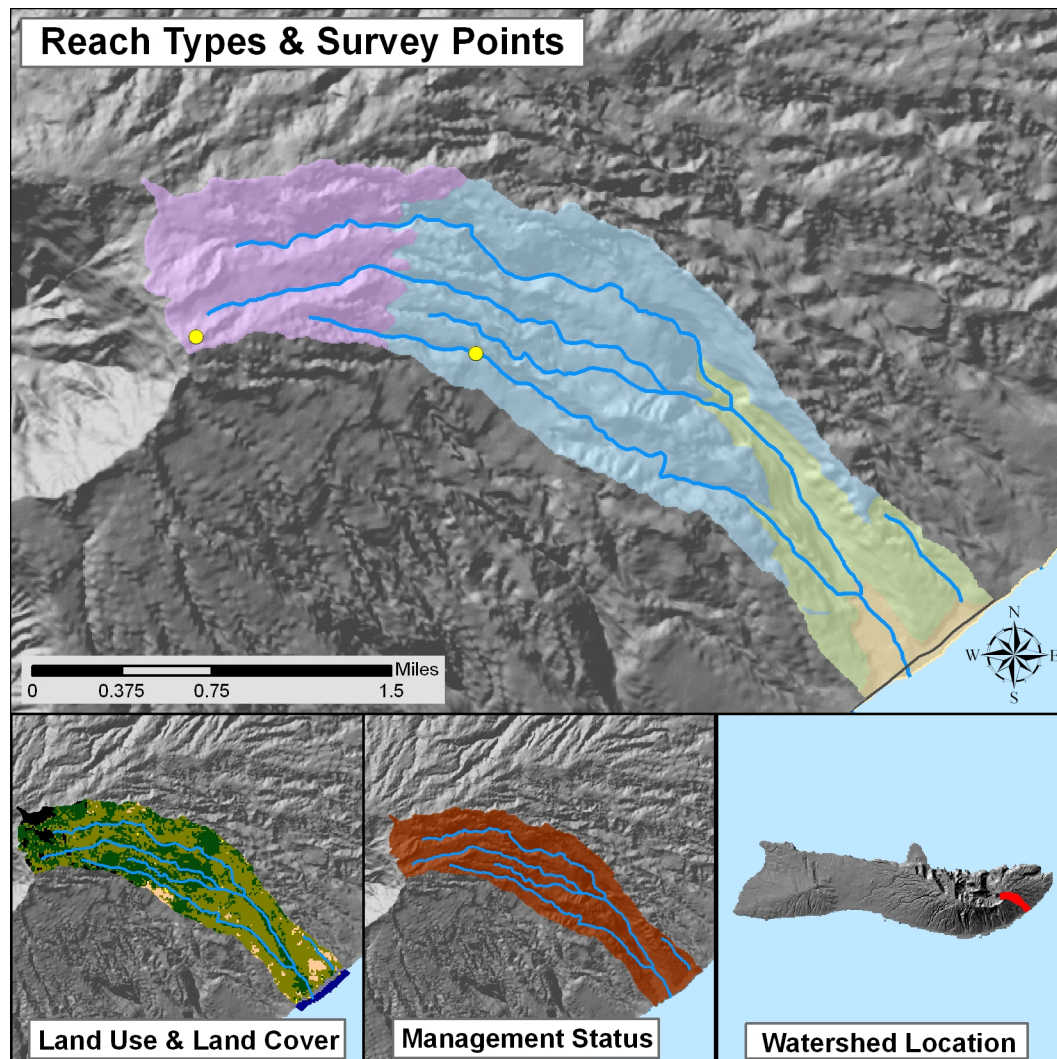 Reach Types & Survey Points
N
W E
S
Miles
0 0.375 0.75 1.5
Land Use & Land Cover
Management Status
Watershed Location